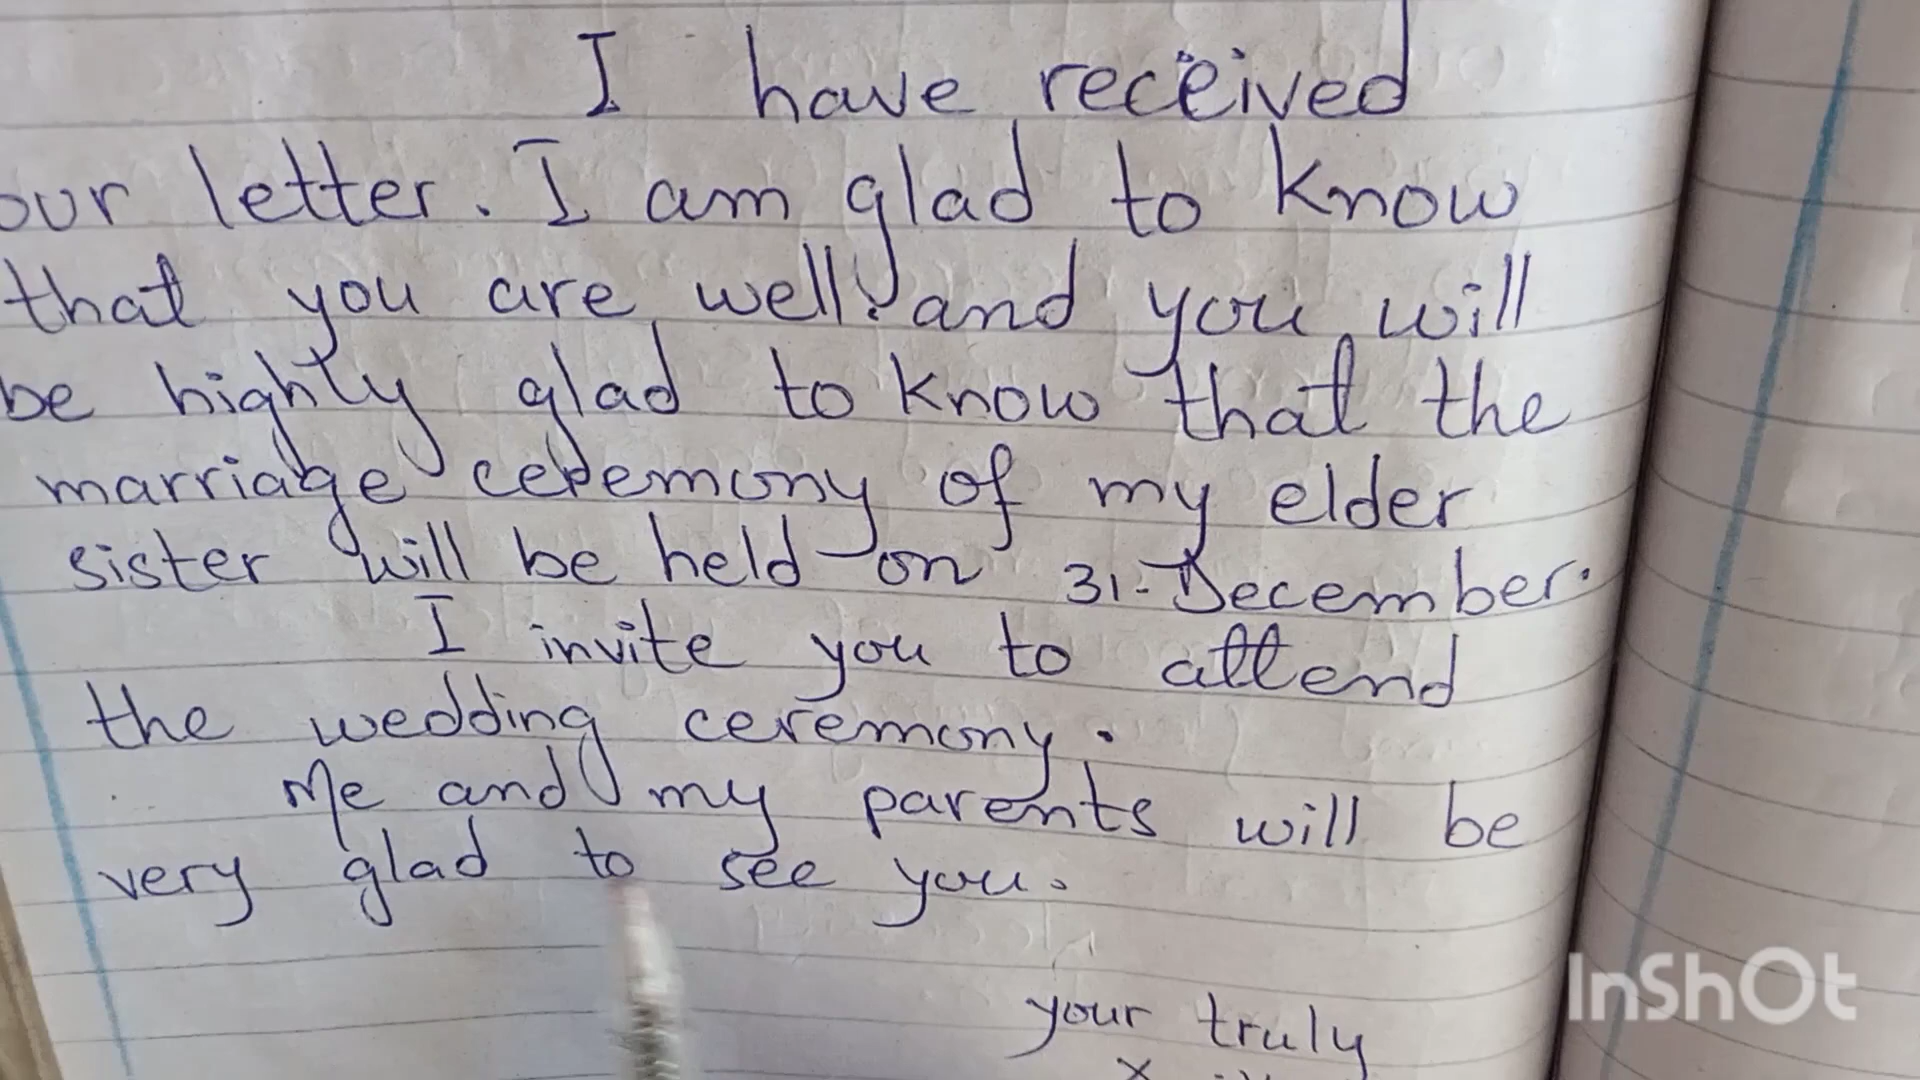 I have received
our letter. I am glad to know
that you are well. and you will
be highly glad to know that the
marriage ceremony of my elder
sister will be held on 31-December.
I invite you to attend
the wedding ceremony.
Me and my parents will be
very glad to see you.
your truly
InShOt